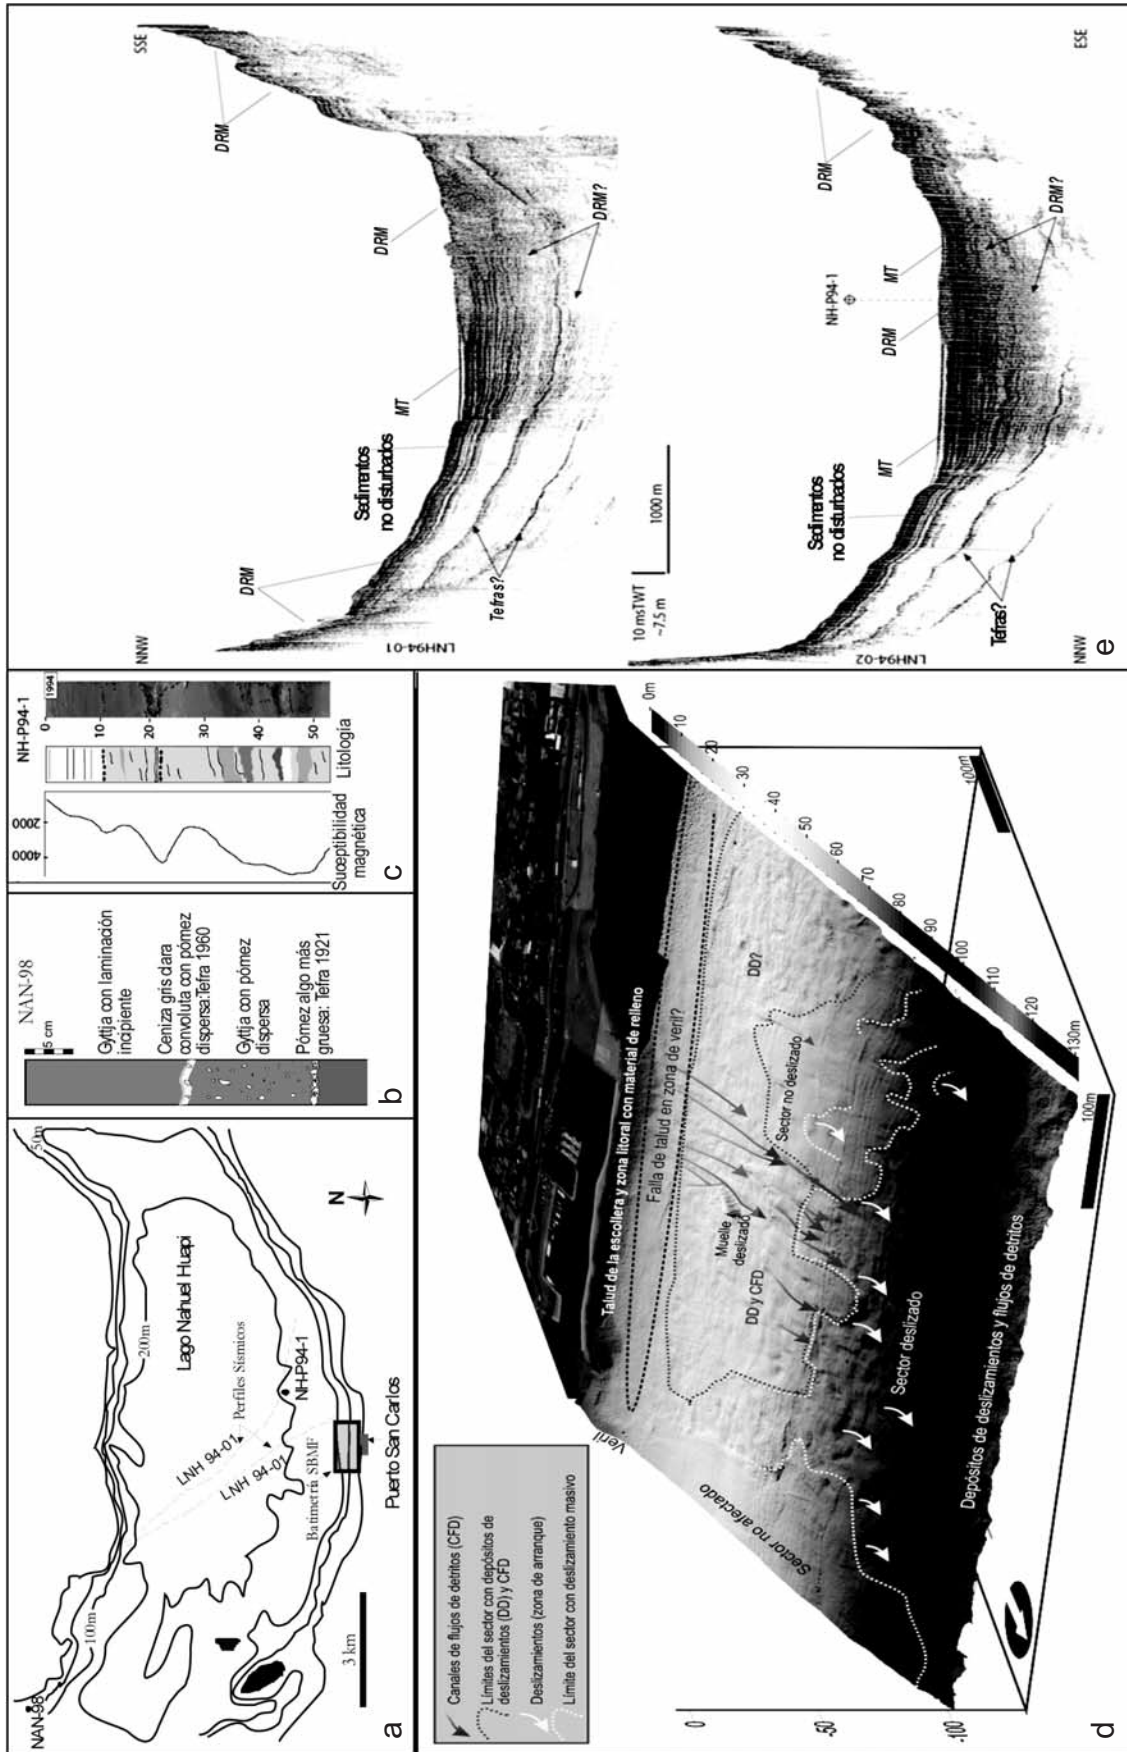 NAN-98
100m
200m
50m
Lago Nahuel Huapi
LNH 94-01
Perfiles Sísmicos
LNH 94-01
NH-P94-1
Batimetría SBMF
Puerto San Carlos
3 km
N
a
NAN-98
5 cm
Gyttja con laminación
incipiente
Ceniza gris clara
convoluta con pómez
dispersa:Tefra 1960
Gyttja con pómez
dispersa
Pómez algo más
gruesa: Tefra 1921
b
NH-P94-1
1994
0
10
20
30
40
50
Litología
2000
4000
Suceptibilidad
magnética
c
Canales de flujos de detritos (CFD)
Límites del sector con depósitos de
deslizamientos (DD) y CFD
Deslizamientos (zona de arranque)
Límite del sector con deslizamiento masivo
Talud de la escollera y zona litoral con material de relleno
Falla de talud en zona de veril?
Veril
Sector no afectado
Muelle
deslizado
DD y CFD
DD?
Sector no deslizado
Sector deslizado
Depósitos de deslizamientos y flujos de detritos
0m
10
20
30
40
50
60
70
80
90
100
110
120
130m
100m
100m
0
-50
-100
d
NNW
SSE
DRM
Sedimentos
no disturbados
MT
DRM
DRM
DRM?
Tefras?
LNH94-01
10 msTWT
~7.5 m
1000 m
NNW
ESE
Sedimentos
no disturbados
MT
DRM
NH-P94-1
MT
DRM
DRM?
Tefras?
LNH94-02
e